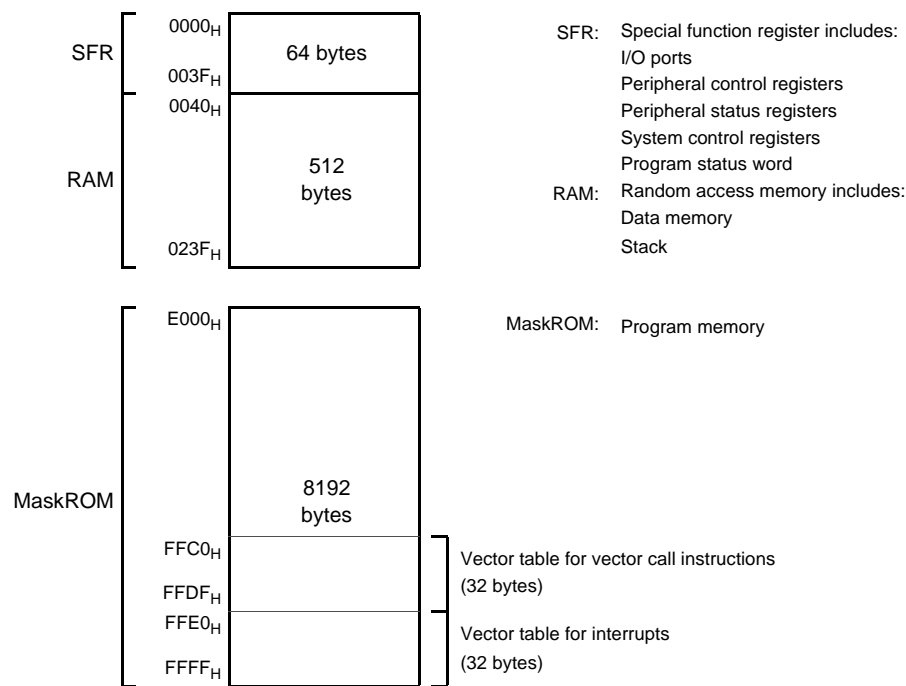 0000H
SFR
64 bytes
003FH
0040H
RAM
512
bytes
023FH
SFR: Special function register includes:
I/O ports
Peripheral control registers
Peripheral status registers
System control registers
Program status word
RAM: Random access memory includes:
Data memory
Stack
E000H
MaskROM: Program memory
MaskROM
8192
bytes
FFC0H
FFDFH
Vector table for vector call instructions
(32 bytes)
FFE0H
FFFFH
Vector table for interrupts
(32 bytes)